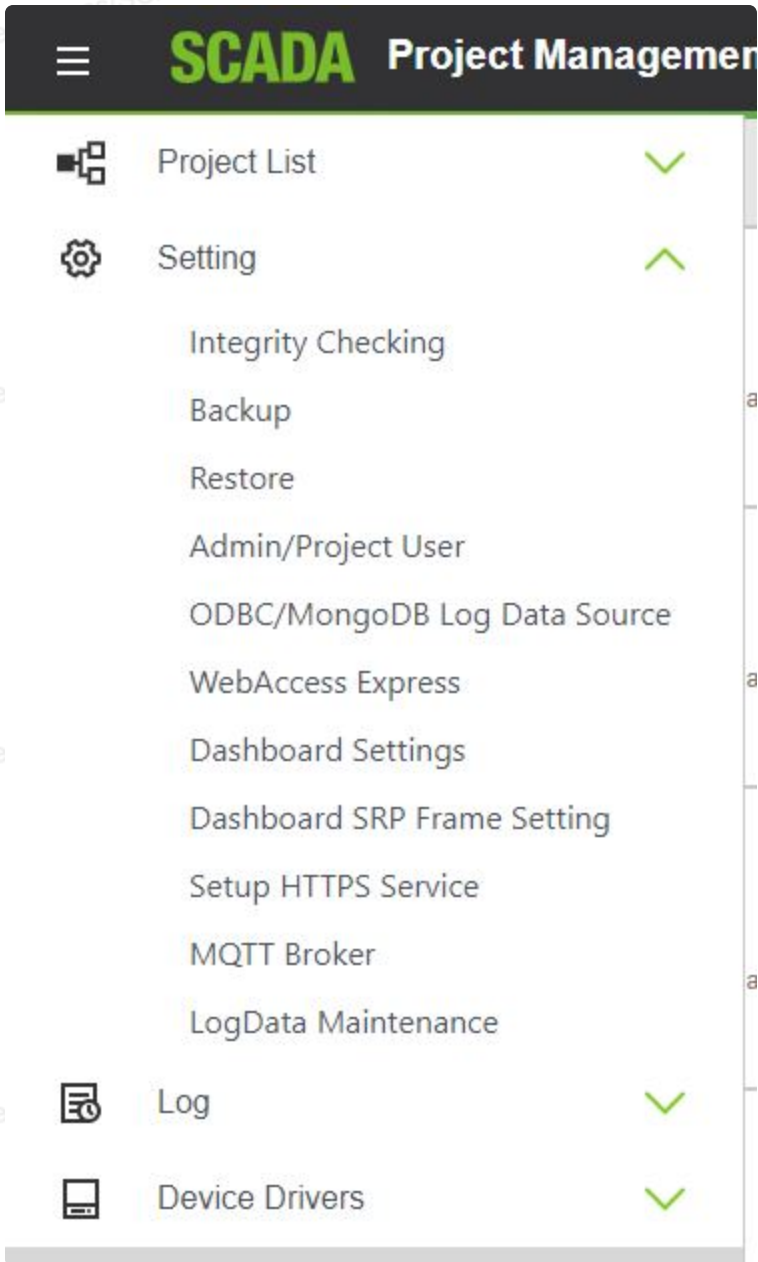 SCADA Project Managemen
Project List
Setting
Integrity Checking
Backup
Restore
Admin/Project User
ODBC/MongoDB Log Data Source
WebAccess Express
Dashboard Settings
Dashboard SRP Frame Setting
Setup HTTPS Service
MQTT Broker
LogData Maintenance
Log
Device Drivers